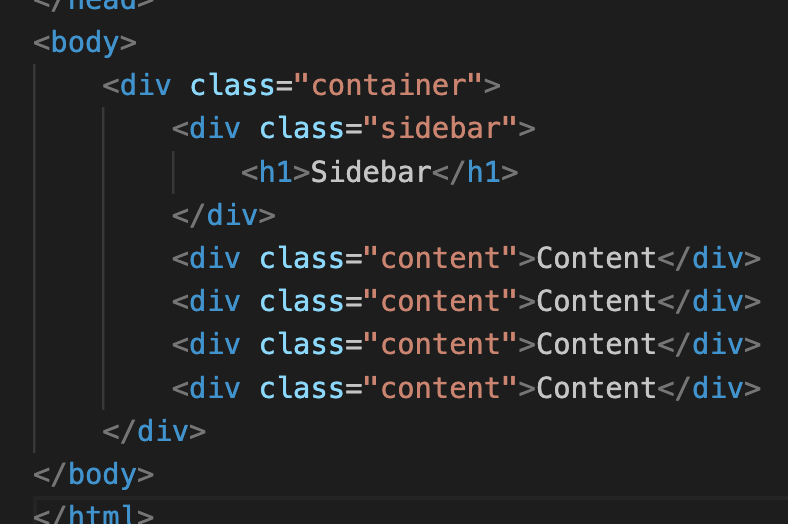 </head>
<body>
<div class="container">
<div class="sidebar">
<h1>Sidebar</h1>
</div>
<div class="content">Content</div>
<div class="content">Content</div>
<div class="content">Content</div>
<div class="content">Content</div>
</div>
</body>
</html>